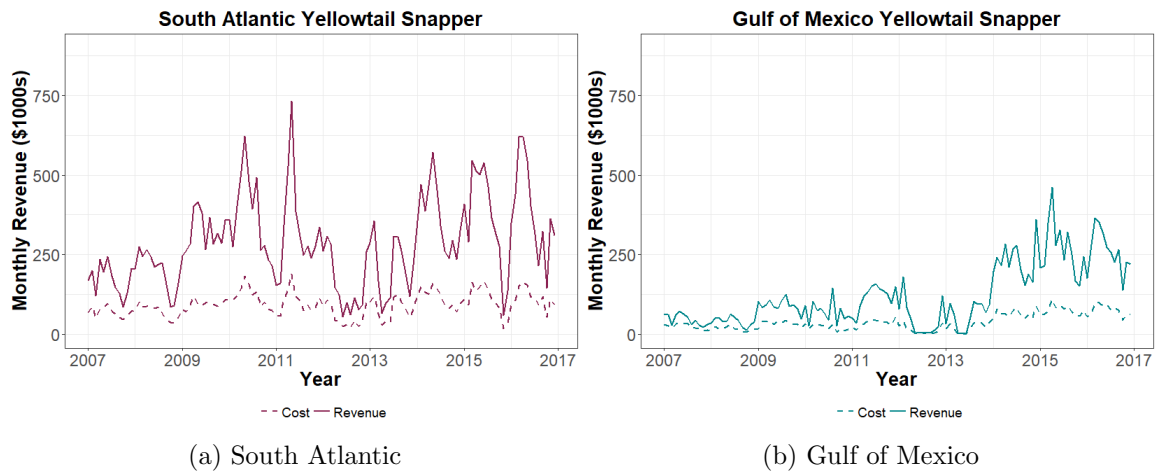 South Atlantic Yellowtail Snapper
Monthly Revenue ($1000s)
750
500
250
0
2007 2009 2011 2013 2015 2017
Year
Cost Revenue
(a) South Atlantic
Gulf of Mexico Yellowtail Snapper
Monthly Revenue ($1000s)
750
500
250
0
2007 2009 2011 2013 2015 2017
Year
Cost Revenue
(b) Gulf of Mexico